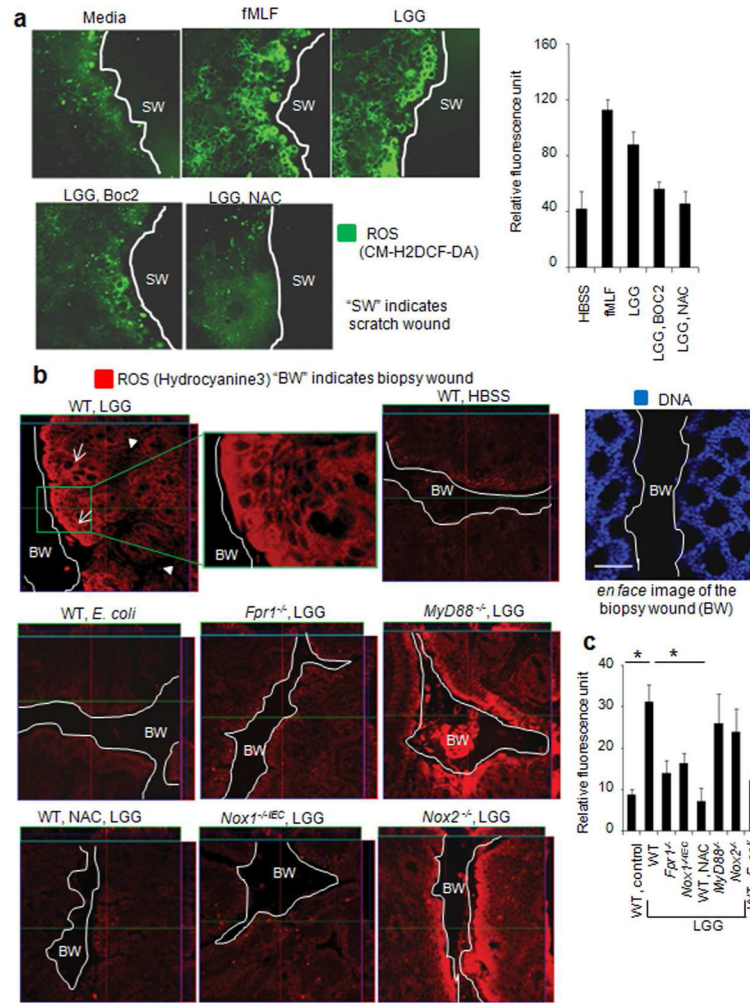 a
Media
fMLF
LGG
SW
SW
SW
LGG, Boc2
LGG, NAC
SW
SW
ROS
(CM-H2DCF-DA)
"SW" indicates
scratch wound
Relative fluorescence unit
160
120
80
40
0
HBSS
fMLF
LGG
LGG, BOC2
LGG, NAC
b
ROS (Hydrocyanine3) "BW" indicates biopsy wound
WT, LGG
BW
BW
WT, HBSS
BW
DNA
BW
en face image of the
biopsy wound (BW)
WT, E. coli
BW
Fpr1-/-, LGG
BW
MyD88-/-, LGG
BW
WT, NAC, LGG
BW
Nox1-/-IEC, LGG
BW
Nox2-/-, LGG
BW
c
Relative fluorescence unit
40
30
20
10
0
*
*
WT, control
WT
Fpr1-/-
Nox1-/-IEC
WT, NAC
MyD88-/-
Nox2-/-
WT, E. coli
LGG